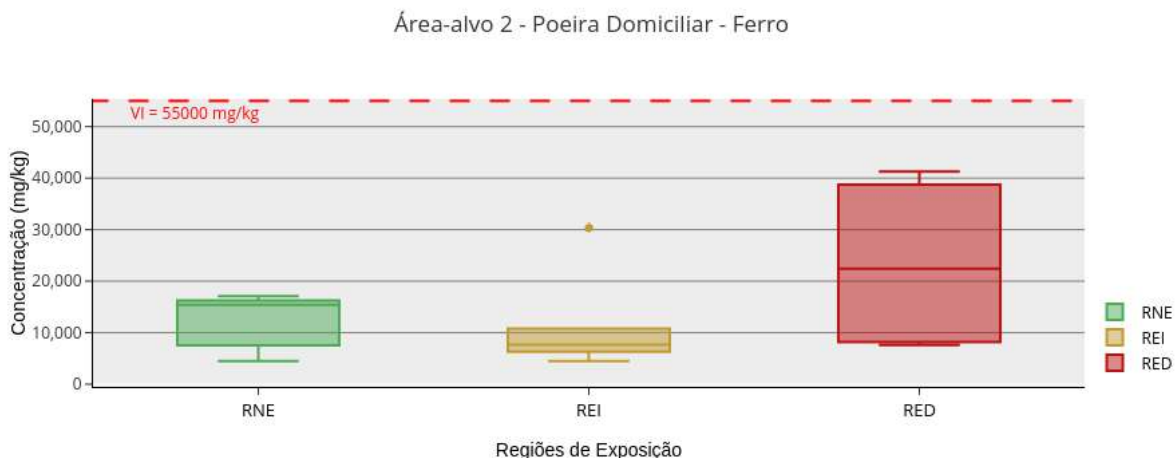 Área-alvo 2 - Poeira Domiciliar - Ferro
VI = 55000 mg/kg
50,000
40,000
30,000
20,000
10,000
0
Concentração (mg/kg)
RNE
REI
RED
Regiões de Exposição
RNE
REI
RED